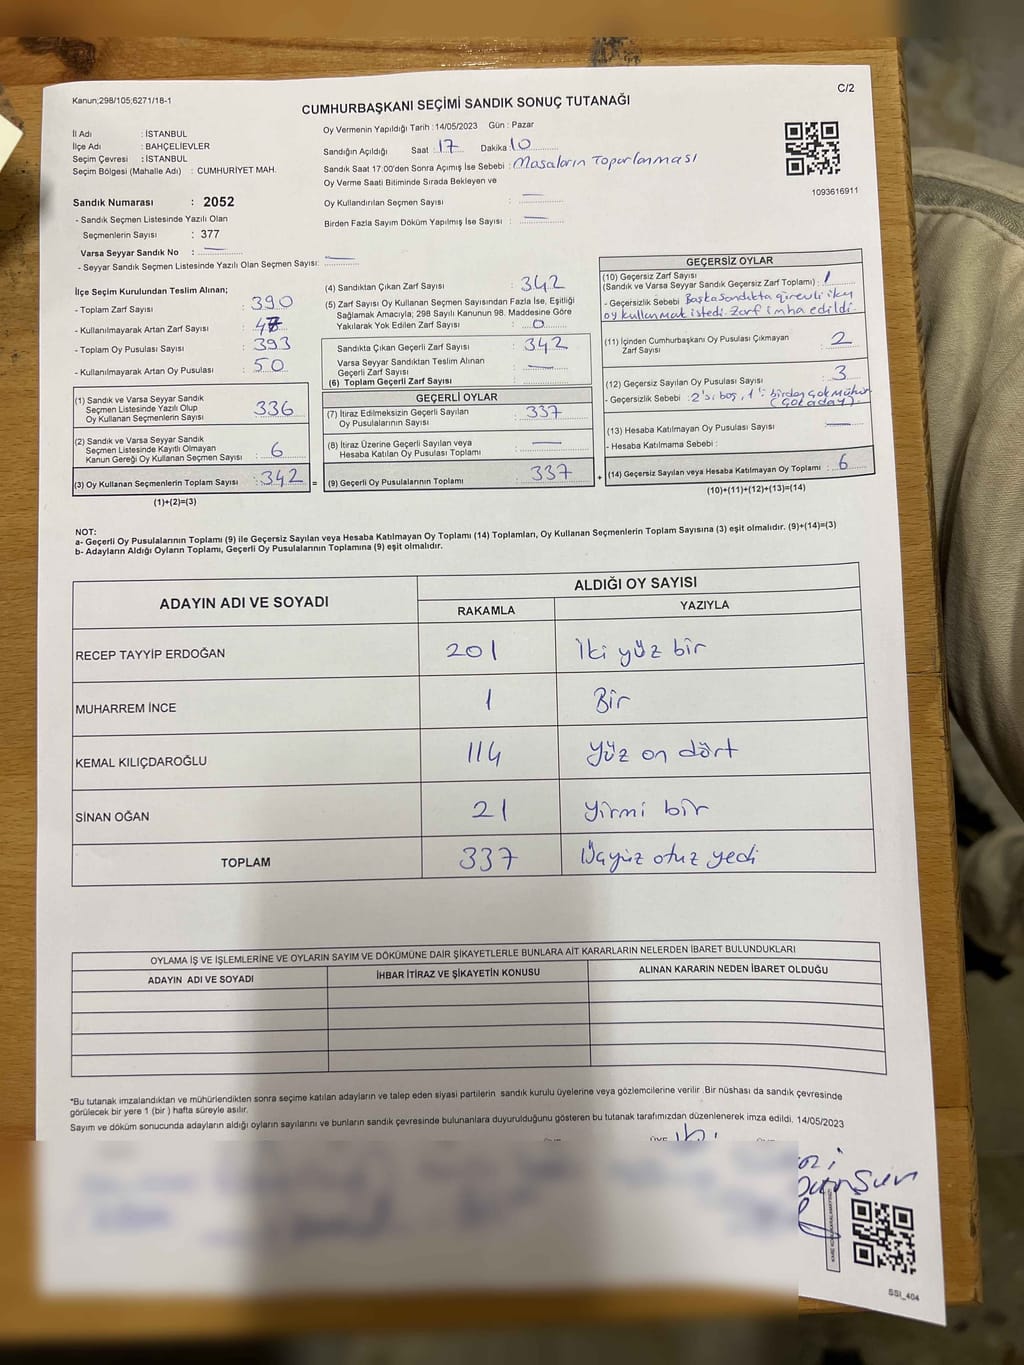 Kanun;298/105;6271/18-1
C/2
CUMHURBAŞKANI SEÇİMİ SANDIK SONUÇ TUTANAĞI
İl Adı : İSTANBUL
İlçe Adı : BAHÇELİEVLER
Seçim Çevresi : İSTANBUL
Seçim Bölgesi (Mahalle Adı) : CUMHURİYET MAH.
Oy Vermenin Yapıldığı Tarih : 14/05/2023 Gün : Pazar
Sandığın Açıldığı Saat : 17 Dakika 10
Sandık Saat 17:00'den Sonra Açımış İse Sebebi : Masaların Toparlanması
Oy Verme Saati Bitiminde Sırada Bekleyen ve
Oy Kullandırılan Seçmen Sayısı : —
Birden Fazla Sayım Döküm Yapılmış İse Sayısı : —
1093616911
Sandık Numarası : 2052
- Sandık Seçmen Listesinde Yazılı Olan
Seçmenlerin Sayısı : 377
Varsa Seyyar Sandık No : —
- Seyyar Sandık Seçmen Listesinde Yazılı Olan Seçmen Sayısı: —
İlçe Seçim Kurulundan Teslim Alınan;
- Toplam Zarf Sayısı : 390
- Kullanılmayarak Artan Zarf Sayısı :
- Toplam Oy Pusulası Sayısı : 393
- Kullanılmayarak Artan Oy Pusulası : 50
(1) Sandık ve Varsa Seyyar Sandık
Seçmen Listesinde Yazılı Olup
Oy Kullanan Seçmenlerin Sayısı : 336
(2) Sandık ve Varsa Seyyar Sandık
Seçmen Listesinde Kayıtlı Olmayan
Kanun Gereği Oy Kullanan Seçmen Sayısı : 6
(3) Oy Kullanan Seçmenlerin Toplam Sayısı : 342 =
(1)+(2)=(3)
(4) Sandıktan Çıkan Zarf Sayısı : 342
(5) Zarf Sayısı Oy Kullanan Seçmen Sayısından Fazla İse, Eşitliği
Sağlamak Amacıyla; 298 Sayılı Kanunun 98. Maddesine Göre
Yakılarak Yok Edilen Zarf Sayısı : 0
Sandıkta Çıkan Geçerli Zarf Sayısı : 342
Varsa Seyyar Sandıktan Teslim Alınan
Geçerli Zarf Sayısı : —
(6) Toplam Geçerli Zarf Sayısı :
GEÇERLİ OYLAR
(7) İtiraz Edilmeksizin Geçerli Sayılan
Oy Pusulasının Sayısı : 337
(8) İtiraz Üzerine Geçerli Sayılan veya
Hesaba Katılan Oy Pusulası Toplamı : —
(9) Geçerli Oy Pusulalarının Toplamı : 337 +
GEÇERSİZ OYLAR
(10) Geçersiz Zarf Sayısı
(Sandık ve Varsa Seyyar Sandık Geçersiz Zarf Toplamı) : 1
- Geçersizlik Sebebi : Başka sandıkta görevli iken
oy kullanmak istedi. Zarf imha edildi.
(11) İçinden Cumhurbaşkanı Oy Pusulası Çıkmayan
Zarf Sayısı : 2
(12) Geçersiz Sayılan Oy Pusulası Sayısı : 3
- Geçersizlik Sebebi : 2'si boş, 1'i birden çok mühür
(Çok aday).
(13) Hesaba Katılmayan Oy Pusulası Sayısı : —
- Hesaba Katılmama Sebebi :
(14) Geçersiz Sayılan veya Hesaba Katılmayan Oy Toplamı : 6
(10)+(11)+(12)+(13)=(14)
NOT:
a- Geçerli Oy Pusulalarının Toplamı (9) ile Geçersiz Sayılan veya Hesaba Katılmayan Oy Toplamı (14) Toplamları, Oy Kullanan Seçmenlerin Toplam Sayısına (3) eşit olmalıdır. (9)+(14)=(3)
b- Adayların Aldığı Oyların Toplamı, Geçerli Oy Pusulalarının Toplamına (9) eşit olmalıdır.
ADAYIN ADI VE SOYADI
ALDIĞI OY SAYISI
RAKAMLA YAZIYLA
RECEP TAYYİP ERDOĞAN 201 İki yüz bir
MUHARREM İNCE 1 Bir
KEMAL KILIÇDAROĞLU 114 Yüz on dört
SİNAN OĞAN 21 Yirmi bir
TOPLAM 337 Üçyüz otuz yedi
OYLAMA İŞ VE İŞLEMLERİNE VE OYLARIN SAYIM VE DÖKÜMÜNE DAİR ŞİKAYETLERLE BUNLARA AİT KARARLARIN NELERDEN İBARET BULUNDUKLARI
ADAYIN ADI VE SOYADI İHBAR İTİRAZ VE ŞİKAYETİN KONUSU ALINAN KARARIN NEDEN İBARET OLDUĞU
*Bu tutanak imzalandıktan ve mühürlendikten sonra seçime katılan adayların ve talep eden siyasi partilerin sandık kurulu üyelerine veya gözlemcilerine verilir .Bir nüshası da sandık çevresinde
görülecek bir yere 1 (bir ) hafta süreyle asılır.
Sayım ve döküm sonucunda adayların aldığı oyların sayılarını ve bunların sandık çevresinde bulunanlara duyurulduğunu gösteren bu tutanak tarafımızdan düzenlenerek imza edildi. 14/05/2023
SSI_404